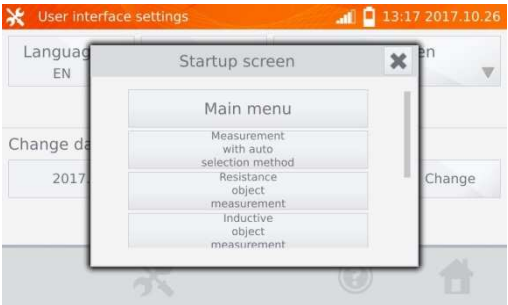 User interface settings 13:17 2017.10.26
Languag
EN
en
Startup screen
Main menu
Measurement
with auto
selection method
Resistance
object
measurement
Inductive
object
measurement
Change da
2017.
Change